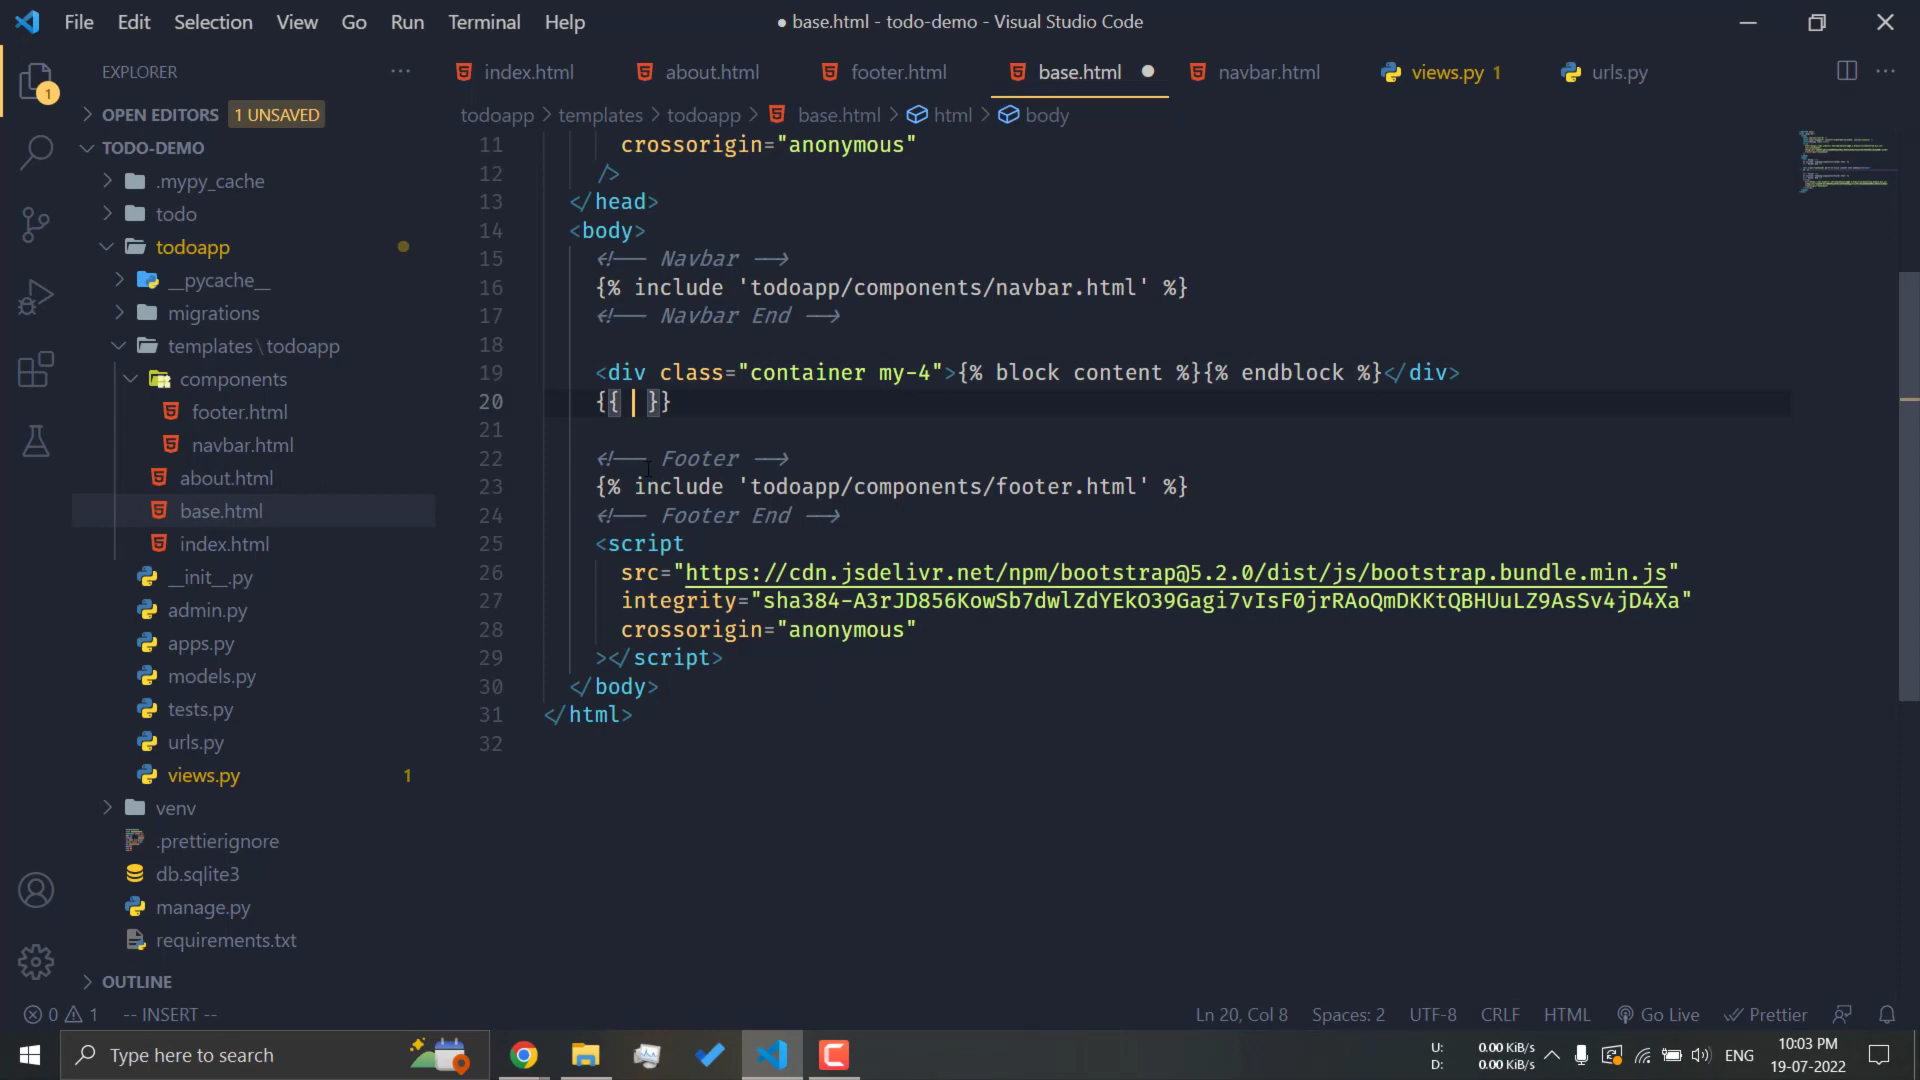 File Edit Selection View Go Run Terminal Help
● base.html - todo-demo - Visual Studio Code
EXPLORER
OPEN EDITORS 1 UNSAVED
TODO-DEMO
.mypy_cache
todo
todoapp
__pycache__
migrations
templates\todoapp
components
footer.html
navbar.html
about.html
base.html
index.html
__init__.py
admin.py
apps.py
models.py
tests.py
urls.py
views.py 1
venv
.prettierignore
db.sqlite3
manage.py
requirements.txt
OUTLINE
1
index.html about.html footer.html base.html navbar.html views.py 1 urls.py
todoapp > templates > todoapp > base.html > html > body
11 crossorigin="anonymous"
12 />
13 </head>
14 <body>
15 <!-- Navbar -->
16 {% include 'todoapp/components/navbar.html' %}
17 <!-- Navbar End -->
18
19 <div class="container my-4">{% block content %}{% endblock %}</div>
20 {{ }}
21
22 <!-- Footer -->
23 {% include 'todoapp/components/footer.html' %}
24 <!-- Footer End -->
25 <script
26 src="https://cdn.jsdelivr.net/npm/bootstrap@5.2.0/dist/js/bootstrap.bundle.min.js"
27 integrity="sha384-A3rJD856KowSb7dwlZdYEkO39Gagi7vIsF0jrRAoQmDKKtQBHUuLZ9AsSv4jD4Xa"
28 crossorigin="anonymous"
29 ></script>
30 </body>
31 </html>
32
0 1 -- INSERT --
Ln 20, Col 8 Spaces: 2 UTF-8 CRLF HTML Go Live Prettier
Type here to search
U: 0.00 KiB/s
D: 0.00 KiB/s
ENG
10:03 PM
19-07-2022